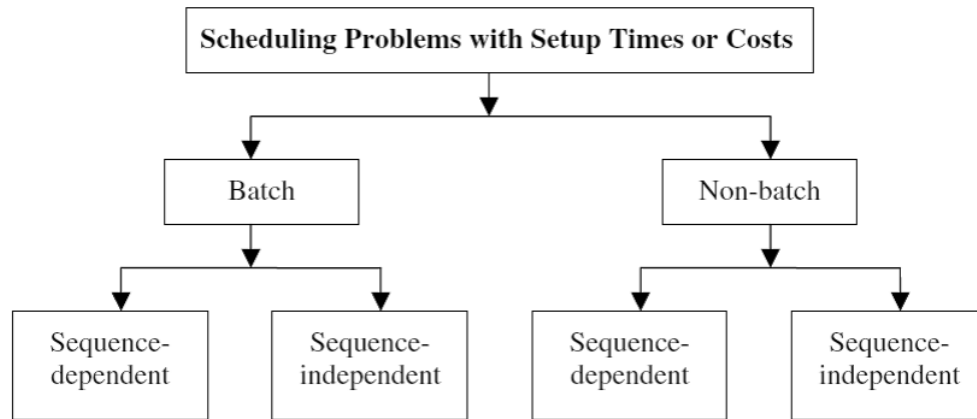 Scheduling Problems with Setup Times or Costs
Batch
Non-batch
Sequence-
dependent
Sequence-
independent
Sequence-
dependent
Sequence-
independent